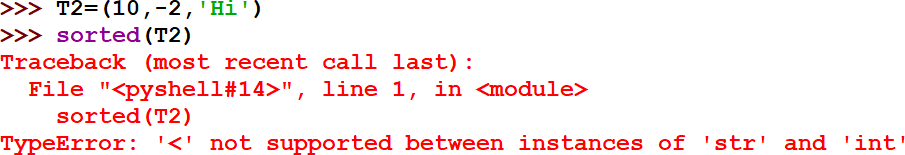 >>> T2=(10,-2,'Hi')
>>> sorted(T2)
Traceback (most recent call last):
  File "<pyshell#14>", line 1, in <module>
    sorted(T2)
TypeError: '<' not supported between instances of 'str' and 'int'